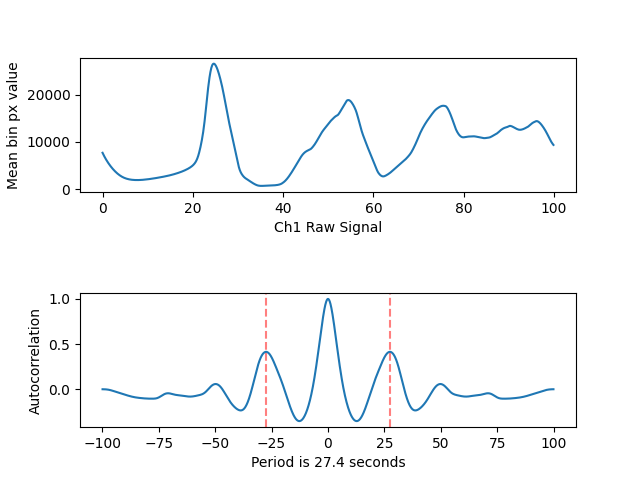 Mean bin px value
20000
10000
0
0 20 40 60 80 100
Ch1 Raw Signal
Autocorrelation
1.0
0.5
0.0
−100 −75 −50 −25 0 25 50 75 100
Period is 27.4 seconds